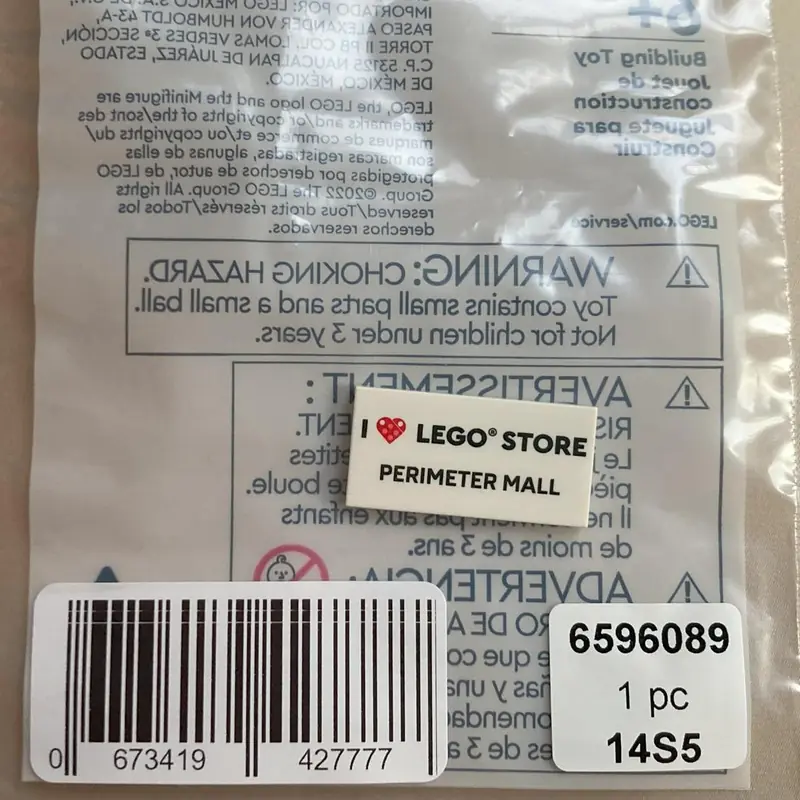 IMPORTADO POR: LEGO MÉXICO S.A. DE C.V.,
PASEO ALEXANDER VON HUMBOLDT 43-A,
TORRE II PB COL. LOMAS VERDES 3ª SECCIÓN,
C.P. 53125 NAUCALPAN DE JUÁREZ, ESTADO
DE MÉXICO, MÉXICO.
LEGO, the LEGO logo and the Minifigure are
trademarks and/or copyrights of the/sont des
marques de commerce et/ou copyrights du/
son marcas registradas, algunas de ellas
protegidas por derechos de autor, de LEGO
Group. ©2022 The LEGO Group. All rights
reserved/Tous droits réservés/Todos los
derechos reservados.
6+
Building Toy
Jouet de
construction
Juguete para
Construir
LEGO.com/service
WARNING: CHOKING HAZARD.
Toy contains small parts and a small ball.
Not for children under 3 years.
AVERTISSEMENT :
Il ne pas aux enfants
de moins de 3 ans.
ADVERTENCIA:
I LEGO® STORE
PERIMETER MALL
0 673419 427777
6596089
1 pc
14S5